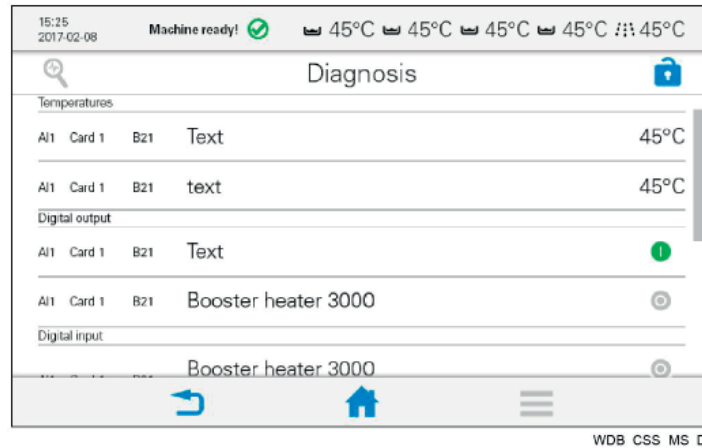 15:25
2017-02-08
Machine ready! 45°C 45°C 45°C 45°C 45°C
Diagnosis
Temperatures
AI1 Card 1 B21 Text 45°C
AI1 Card 1 B21 text 45°C
Digital output
AI1 Card 1 B21 Text
AI1 Card 1 B21 Booster heater 3000
Digital input
Booster heater 3000
WDB CSS MS